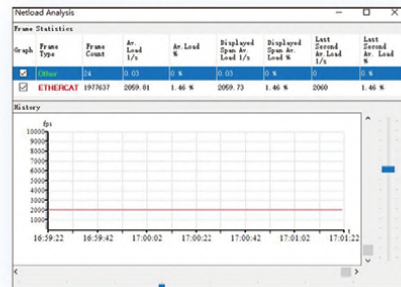 Netload Analysis
Frame Statistics
Graph Frame Type Frame Count Av. Load 1/s Av.Load % Displayed Span Av. Load 1/s Displayed Span Av. Load % Last Second Av.Load 1/s Last Second Av. Load %
Other 24 0.03 0 % 0.03 0 % 0 0 %
ETHERCAT 1977637 2059.81 1.46 % 2059.73 1.46 % 2060 1.46 %
History
fps
10000
9000
8000
7000
6000
5000
4000
3000
2000
1000
0
16:59:22 16:59:42 17:00:02 17:00:22 17:00:42 17:01:02 17:01:22